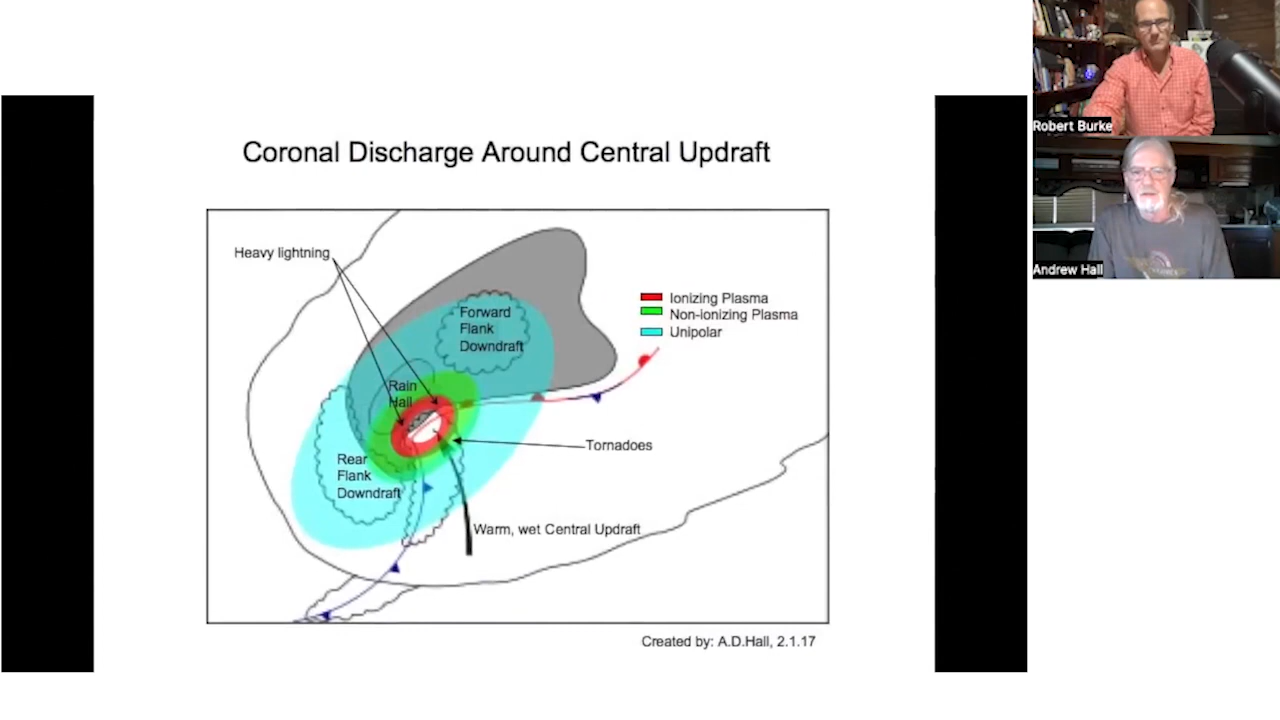 Robert Burke
Andrew Hall
Coronal Discharge Around Central Updraft
Heavy lightning
Ionizing Plasma
Non-ionizing Plasma
Unipolar
Forward
Flank
Downdraft
Rain
Hall
Tornadoes
Rear
Flank
Downdraft
Warm, wet Central Updraft
Created by: A.D.Hall, 2.1.17